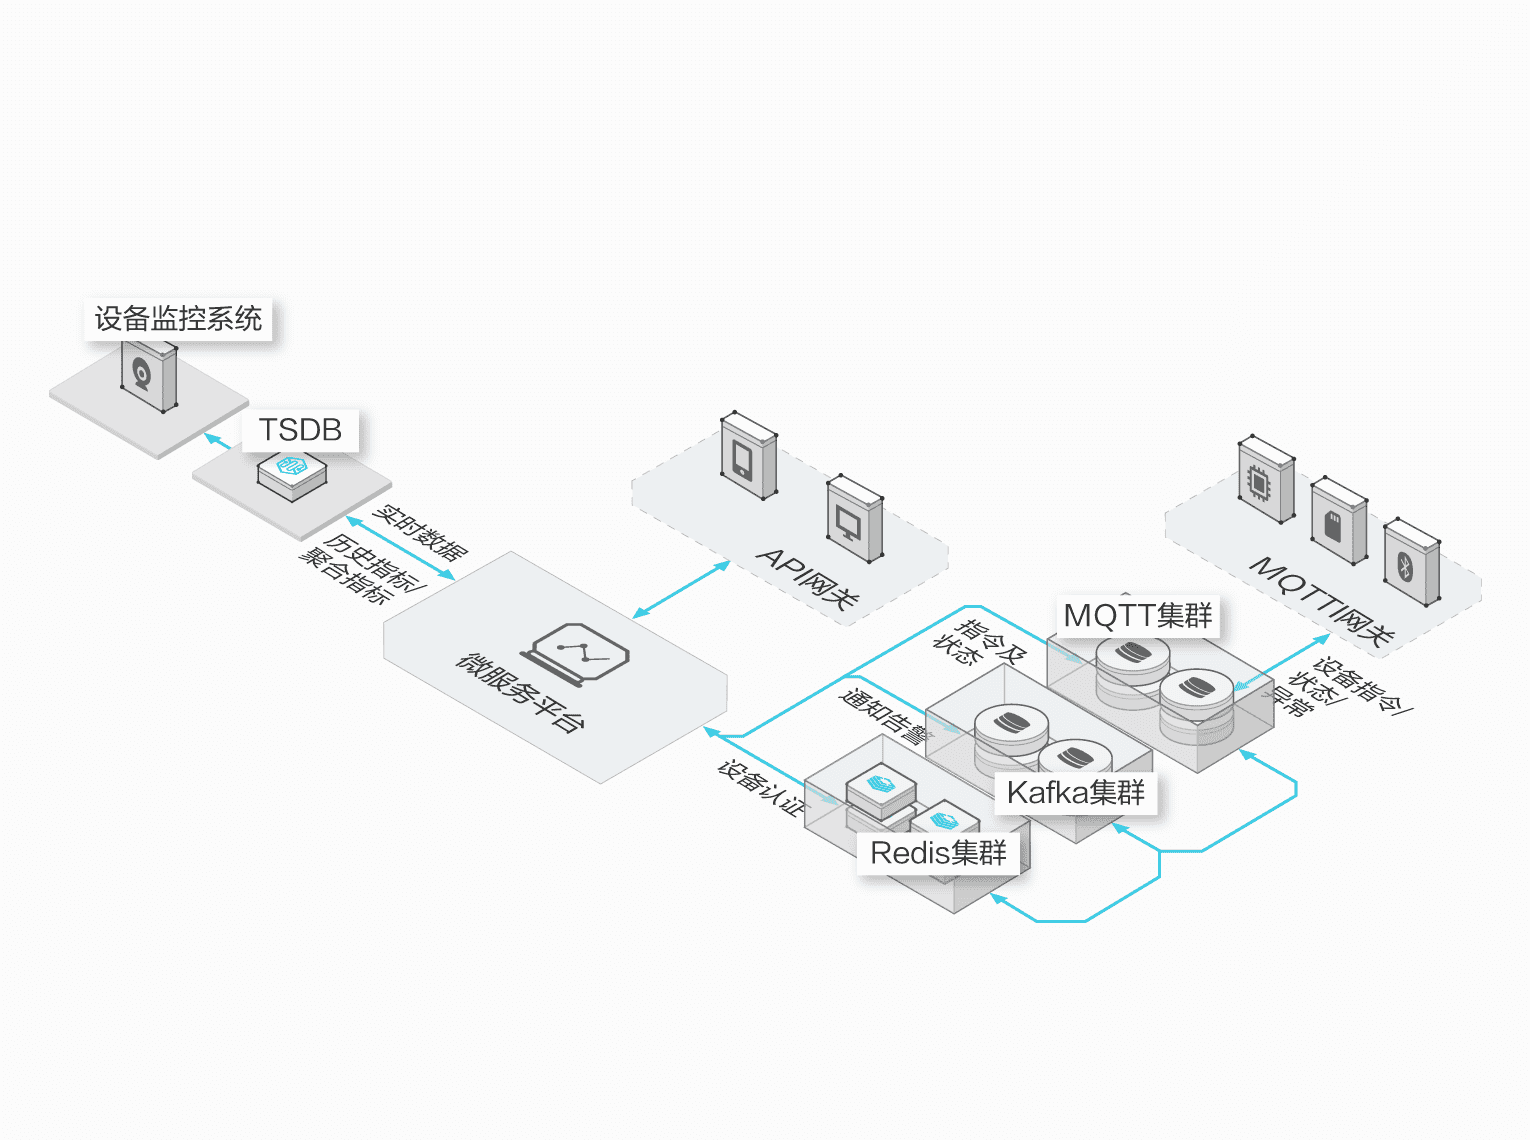 设备监控系统
TSDB
实时数据
历史指标/
聚合指标
微服务平台
API网关
MQTT网关
MQTT集群
指令及
状态
通知告警
设备认证
设备指令/
状态/
异常
Kafka集群
Redis集群